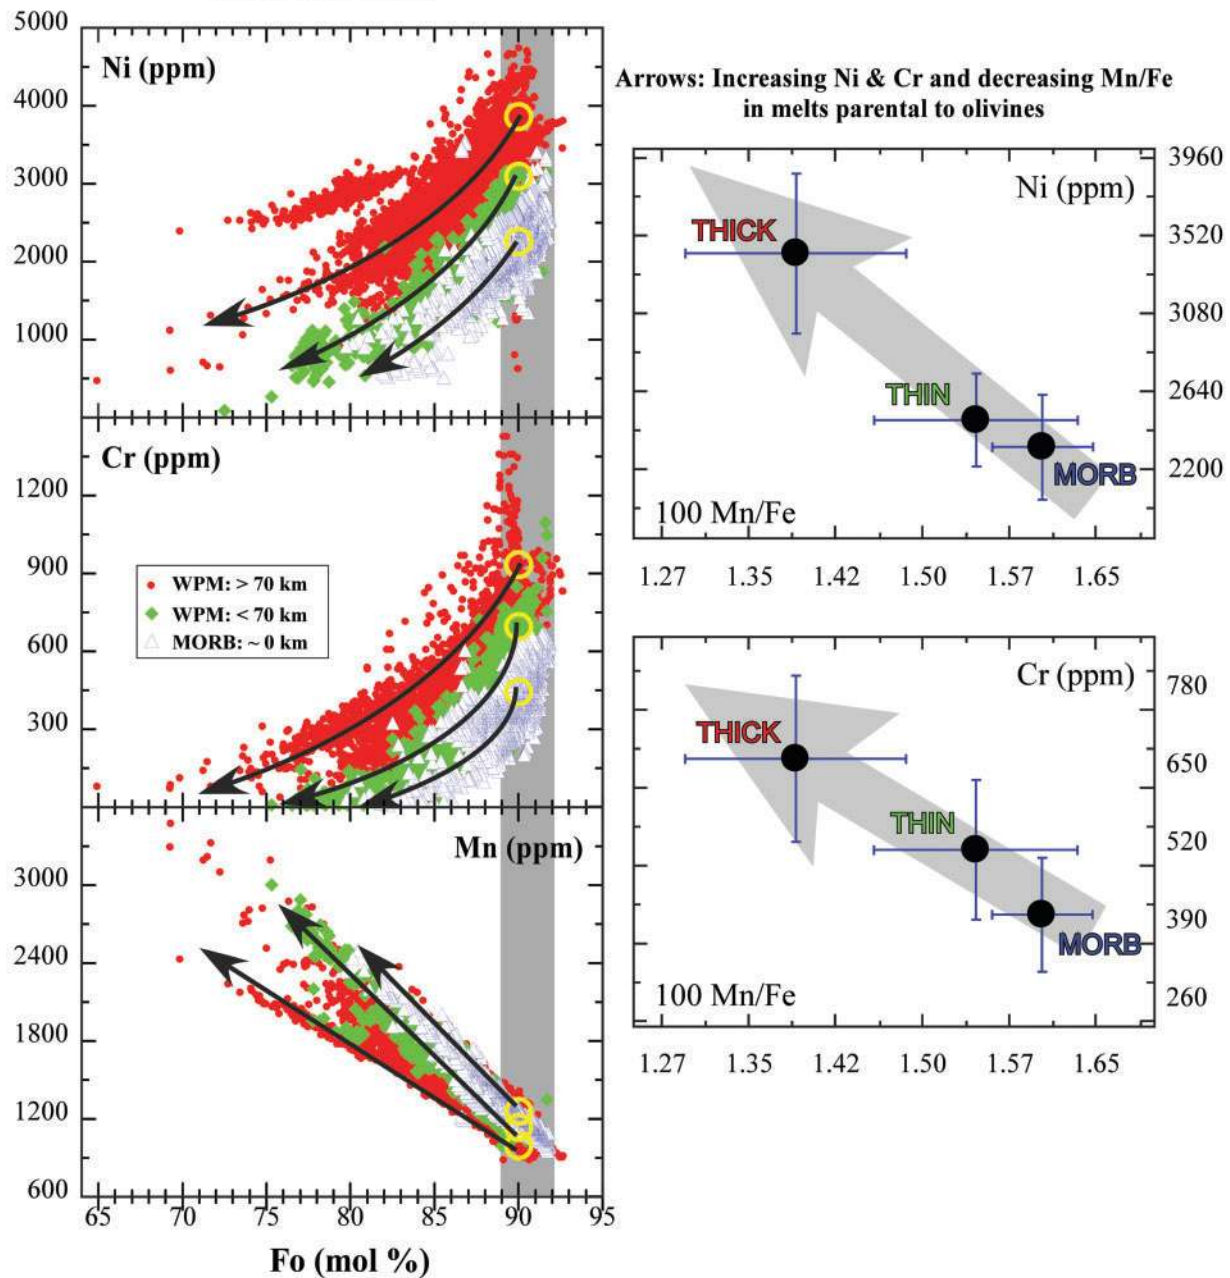 5000
Ni (ppm)
4000
3000
2000
1000
Cr (ppm)
1200
900
WPM: > 70 km
WPM: < 70 km
MORB: ~ 0 km
600
300
Mn (ppm)
3000
2400
1800
1200
600
65 70 75 80 85 90 95
Fo (mol %)
Arrows: Increasing Ni & Cr and decreasing Mn/Fe
in melts parental to olivines
Ni (ppm)
3960
3520
3080
2640
2200
THICK
THIN
MORB
100 Mn/Fe
1.27 1.35 1.42 1.50 1.57 1.65
Cr (ppm)
780
650
520
390
260
THICK
THIN
MORB
100 Mn/Fe
1.27 1.35 1.42 1.50 1.57 1.65